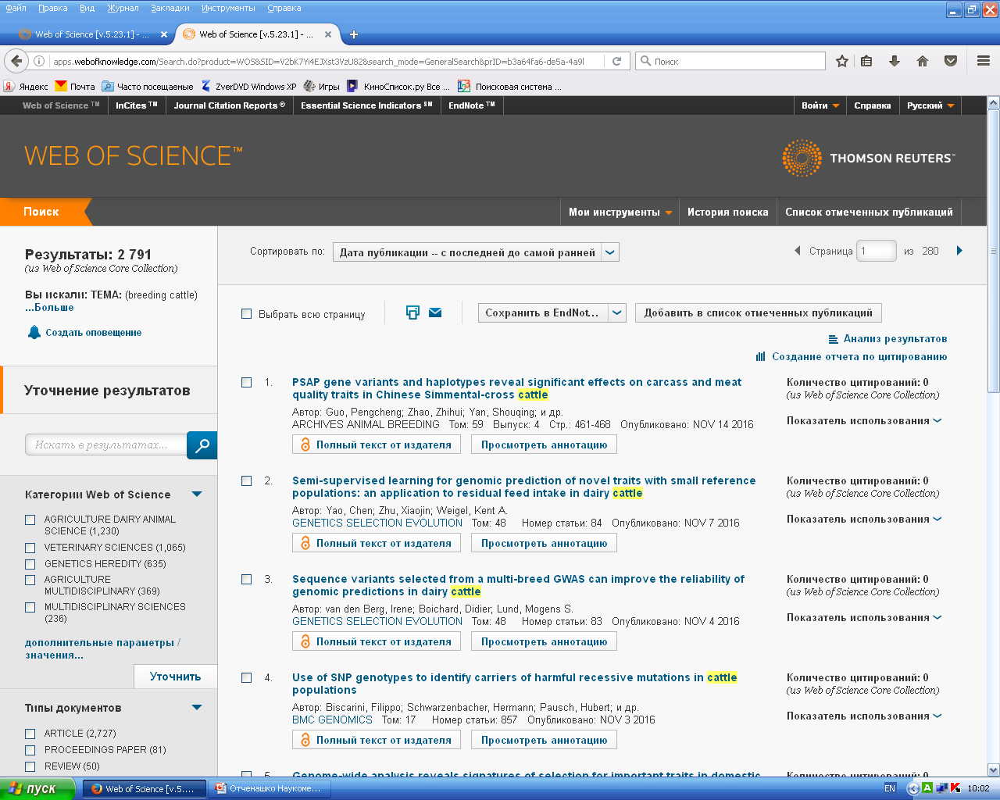 Файл Правка Вид Журнал Закладки Инструменты Справка
Web of Science [v.5.23.1] - ... Web of Science [v.5.23.1] - ...
apps.webofknowledge.com/Search.do?product=WOS&SID=V2bK7Yi4EJXst3VzU82&search_mode=GeneralSearch&prID=b3a64fa6-de5a-4a9l Поиск
Яндекс Почта Часто посещаемые ZverDVD Windows XP Игры КиноСписок.ру Все ... Поисковая система ...
Web of Science ™ InCites ™ Journal Citation Reports ® Essential Science Indicators ℠ EndNote ™ Войти Справка Русский
WEB OF SCIENCE™ THOMSON REUTERS™
Поиск Мои инструменты История поиска Список отмеченных публикаций
Результаты: 2 791
(из Web of Science Core Collection)
Вы искали: ТЕМА: (breeding cattle)
...Больше
Создать оповещение
Уточнение результатов
Искать в результатах...
Категории Web of Science
AGRICULTURE DAIRY ANIMAL
SCIENCE (1,230)
VETERINARY SCIENCES (1,065)
GENETICS HEREDITY (635)
AGRICULTURE
MULTIDISCIPLINARY (369)
MULTIDISCIPLINARY SCIENCES
(236)
дополнительные параметры /
значения...
Уточнить
Типы документов
ARTICLE (2,727)
PROCEEDINGS PAPER (81)
REVIEW (50)
Сортировать по: Дата публикации -- с последней до самой ранней Страница 1 из 280
Выбрать всю страницу Сохранить в EndNot... Добавить в список отмеченных публикаций
Анализ результатов
Создание отчета по цитированию
1. PSAP gene variants and haplotypes reveal significant effects on carcass and meat
quality traits in Chinese Simmental-cross cattle
Автор: Guo, Pengcheng; Zhao, Zhihui; Yan, Shouqing; и др.
ARCHIVES ANIMAL BREEDING Том: 59 Выпуск: 4 Стр.: 461-468 Опубликовано: NOV 14 2016
Полный текст от издателя Просмотреть аннотацию
Количество цитирований: 0
(из Web of Science Core Collection)
Показатель использования
2. Semi-supervised learning for genomic prediction of novel traits with small reference
populations: an application to residual feed intake in dairy cattle
Автор: Yao, Chen; Zhu, Xiaojin; Weigel, Kent A.
GENETICS SELECTION EVOLUTION Том: 48 Номер статьи: 84 Опубликовано: NOV 7 2016
Полный текст от издателя Просмотреть аннотацию
Количество цитирований: 0
(из Web of Science Core Collection)
Показатель использования
3. Sequence variants selected from a multi-breed GWAS can improve the reliability of
genomic predictions in dairy cattle
Автор: van den Berg, Irene; Boichard, Didier; Lund, Mogens S.
GENETICS SELECTION EVOLUTION Том: 48 Номер статьи: 83 Опубликовано: NOV 4 2016
Полный текст от издателя Просмотреть аннотацию
Количество цитирований: 0
(из Web of Science Core Collection)
Показатель использования
4. Use of SNP genotypes to identify carriers of harmful recessive mutations in cattle
populations
Автор: Biscarini, Filippo; Schwarzenbacher, Hermann; Pausch, Hubert; и др.
BMC GENOMICS Том: 17 Номер статьи: 857 Опубликовано: NOV 3 2016
Полный текст от издателя Просмотреть аннотацию
Количество цитирований: 0
(из Web of Science Core Collection)
Показатель использования
5. Genome-wide analysis reveals signatures of selection for important traits in domestic
Количество цитирований: 0
пуск Web of Science [v.5.... Отченашко Наукоме... EN 10:02